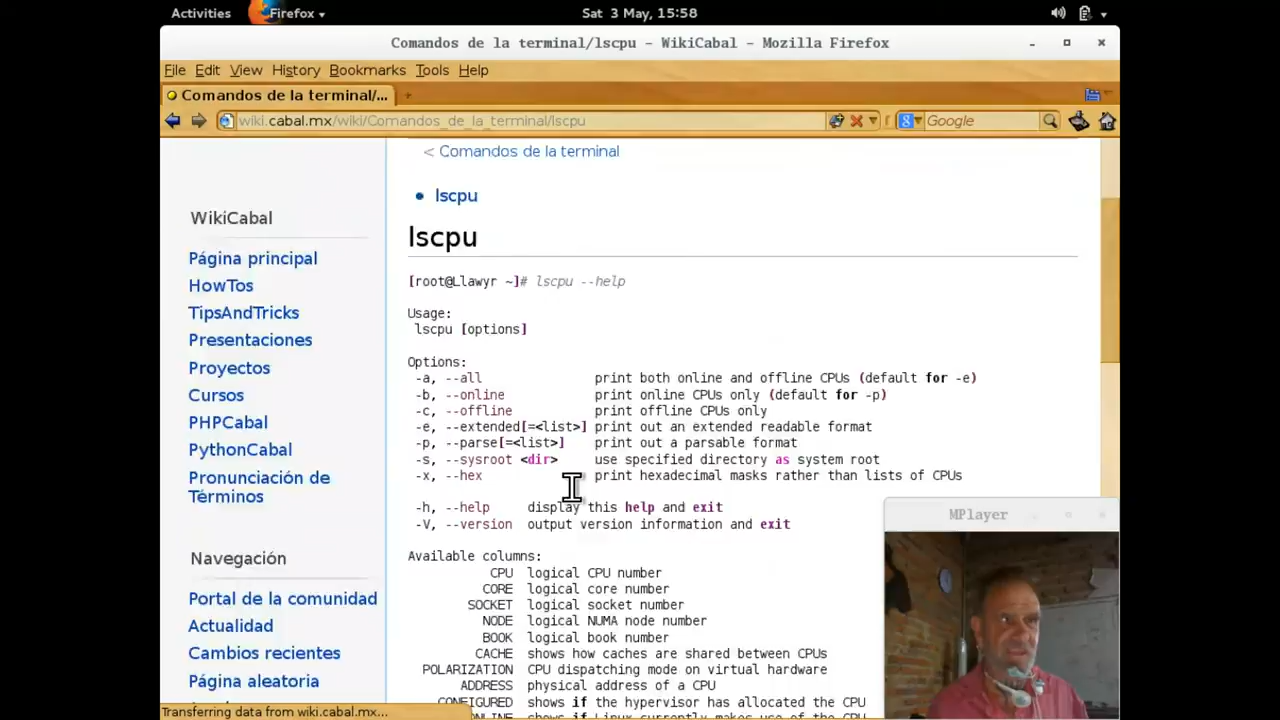 Activities Firefox Sat 3 May, 15:58
Comandos de la terminal/lscpu - WikiCabal - Mozilla Firefox
File Edit View History Bookmarks Tools Help
Comandos de la terminal/...
wiki.cabal.mx/wiki/Comandos_de_la_terminal/lscpu Google
< Comandos de la terminal
lscpu
lscpu
[root@Llawyr ~]# lscpu --help
Usage:
lscpu [options]
Options:
-a, --all print both online and offline CPUs (default for -e)
-b, --online print online CPUs only (default for -p)
-c, --offline print offline CPUs only
-e, --extended[=<list>] print out an extended readable format
-p, --parse[=<list>] print out a parsable format
-s, --sysroot <dir> use specified directory as system root
-x, --hex print hexadecimal masks rather than lists of CPUs
-h, --help display this help and exit
-V, --version output version information and exit
Available columns:
CPU logical CPU number
CORE logical core number
SOCKET logical socket number
NODE logical NUMA node number
BOOK logical book number
CACHE shows how caches are shared between CPUs
POLARIZATION CPU dispatching mode on virtual hardware
ADDRESS physical address of a CPU
CONFIGURED shows if the hypervisor has allocated the CPU
ONLINE shows if Linux currently makes use of the CPU
WikiCabal
Página principal
HowTos
TipsAndTricks
Presentaciones
Proyectos
Cursos
PHPCabal
PythonCabal
Pronunciación de
Términos
Navegación
Portal de la comunidad
Actualidad
Cambios recientes
Página aleatoria
MPlayer
Transferring data from wiki.cabal.mx...